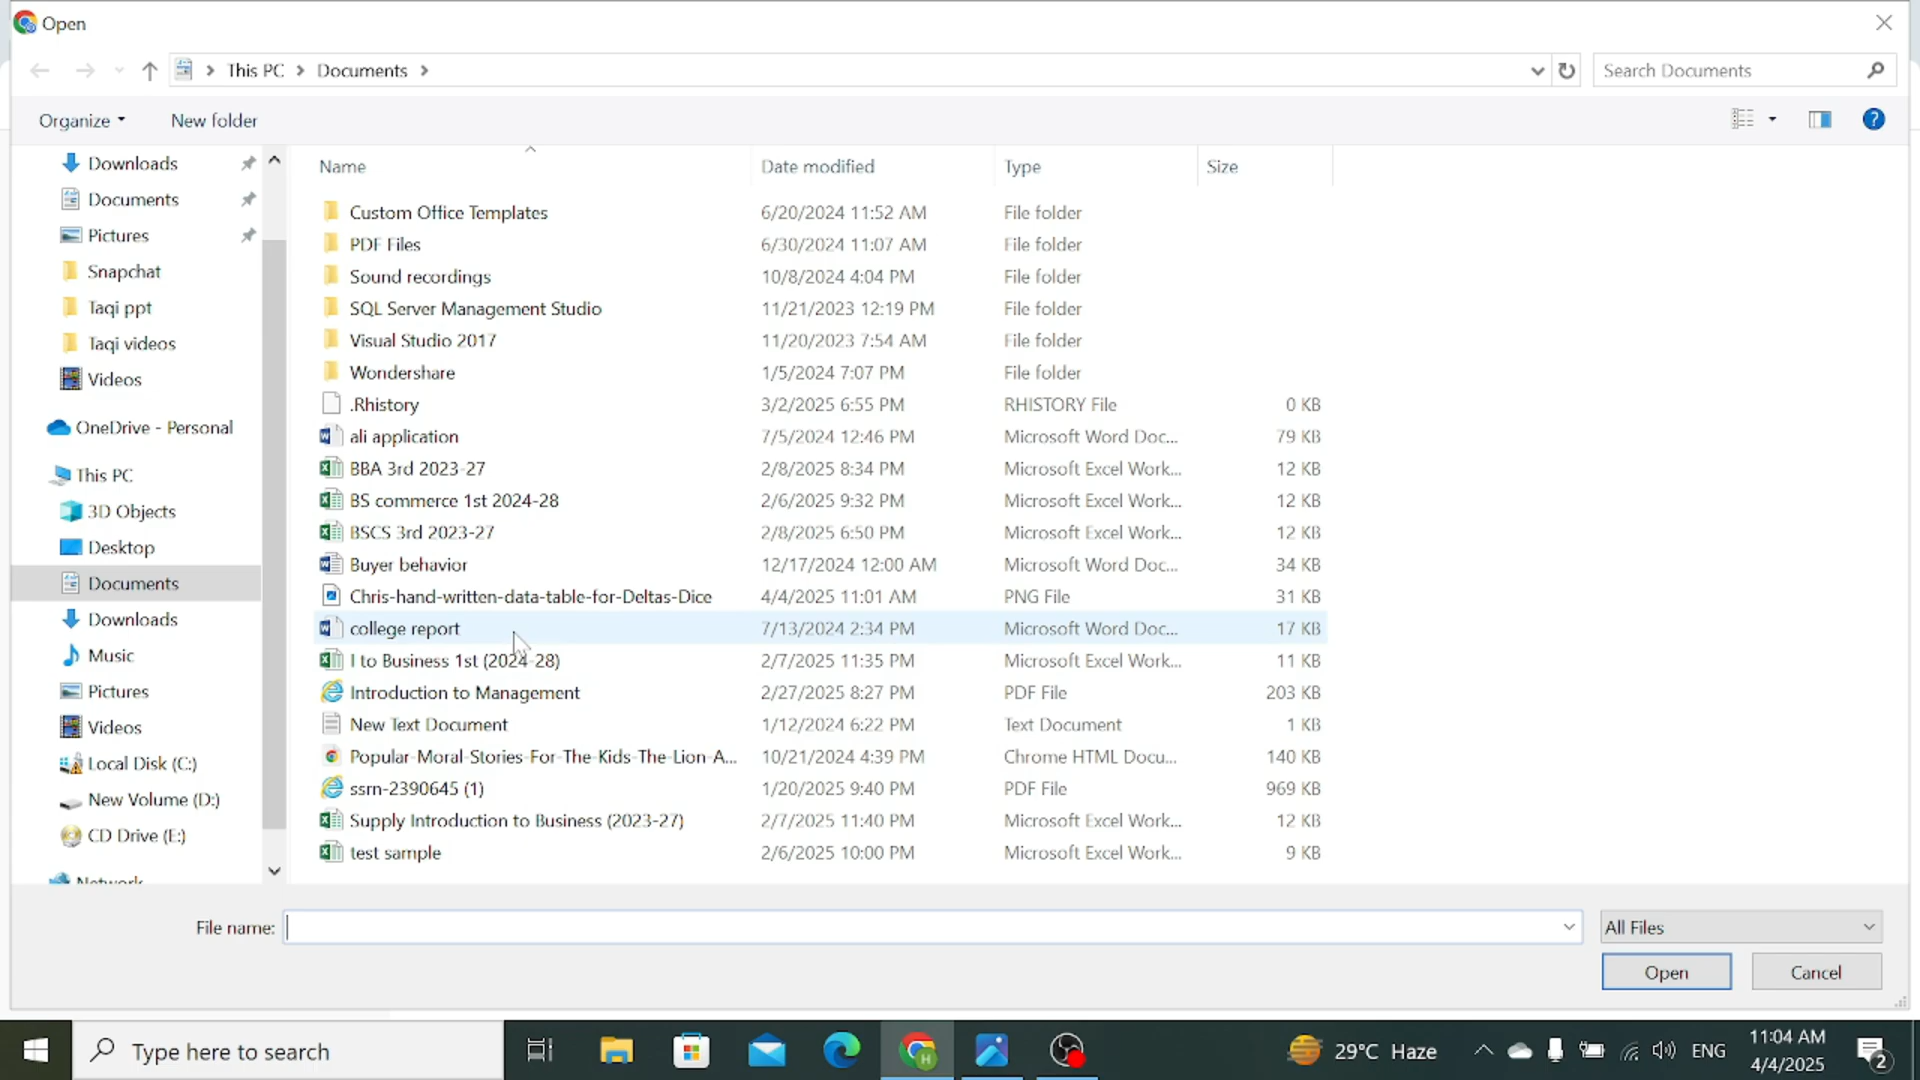 Open
This PC > Documents >
Search Documents
Organize
New folder
Downloads
Documents
Pictures
Snapchat
Taqi ppt
Taqi videos
Videos
OneDrive - Personal
This PC
3D Objects
Desktop
Documents
Downloads
Music
Pictures
Videos
Local Disk (C:)
New Volume (D:)
CD Drive (E:)
Network
Name Date modified Type Size
Custom Office Templates 6/20/2024 11:52 AM File folder
PDF Files 6/30/2024 11:07 AM File folder
Sound recordings 10/8/2024 4:04 PM File folder
SQL Server Management Studio 11/21/2023 12:19 PM File folder
Visual Studio 2017 11/20/2023 7:54 AM File folder
Wondershare 1/5/2024 7:07 PM File folder
.Rhistory 3/2/2025 6:55 PM RHISTORY File 0 KB
ali application 7/5/2024 12:46 PM Microsoft Word Doc... 79 KB
BBA 3rd 2023-27 2/8/2025 8:34 PM Microsoft Excel Work... 12 KB
BS commerce 1st 2024-28 2/6/2025 9:32 PM Microsoft Excel Work... 12 KB
BSCS 3rd 2023-27 2/8/2025 6:50 PM Microsoft Excel Work... 12 KB
Buyer behavior 12/17/2024 12:00 AM Microsoft Word Doc... 34 KB
Chris-hand-written-data-table-for-Deltas-Dice 4/4/2025 11:01 AM PNG File 31 KB
college report 7/13/2024 2:34 PM Microsoft Word Doc... 17 KB
I to Business 1st (2024-28) 2/7/2025 11:35 PM Microsoft Excel Work... 11 KB
Introduction to Management 2/27/2025 8:27 PM PDF File 203 KB
New Text Document 1/12/2024 6:22 PM Text Document 1 KB
Popular-Moral-Stories-For-The-Kids-The-Lion-A... 10/21/2024 4:39 PM Chrome HTML Docu... 140 KB
ssrn-2390645 (1) 1/20/2025 9:40 PM PDF File 969 KB
Supply Introduction to Business (2023-27) 2/7/2025 11:40 PM Microsoft Excel Work... 12 KB
test sample 2/6/2025 10:00 PM Microsoft Excel Work... 9 KB
File name:
All Files
Open
Cancel
Type here to search
29°C Haze
ENG
11:04 AM
4/4/2025
2